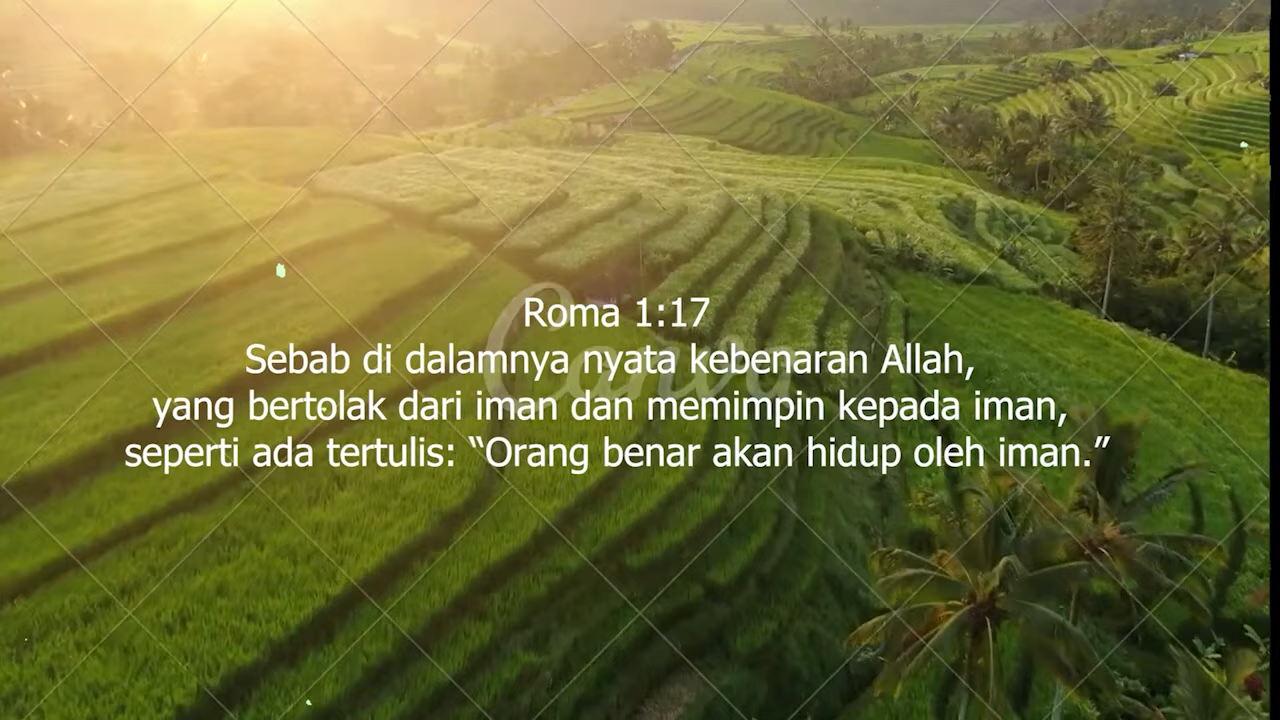 Roma 1:17
Sebab di dalamnya nyata kebenaran Allah,
yang bertolak dari iman dan memimpin kepada iman,
seperti ada tertulis: “Orang benar akan hidup oleh iman.”
Canva